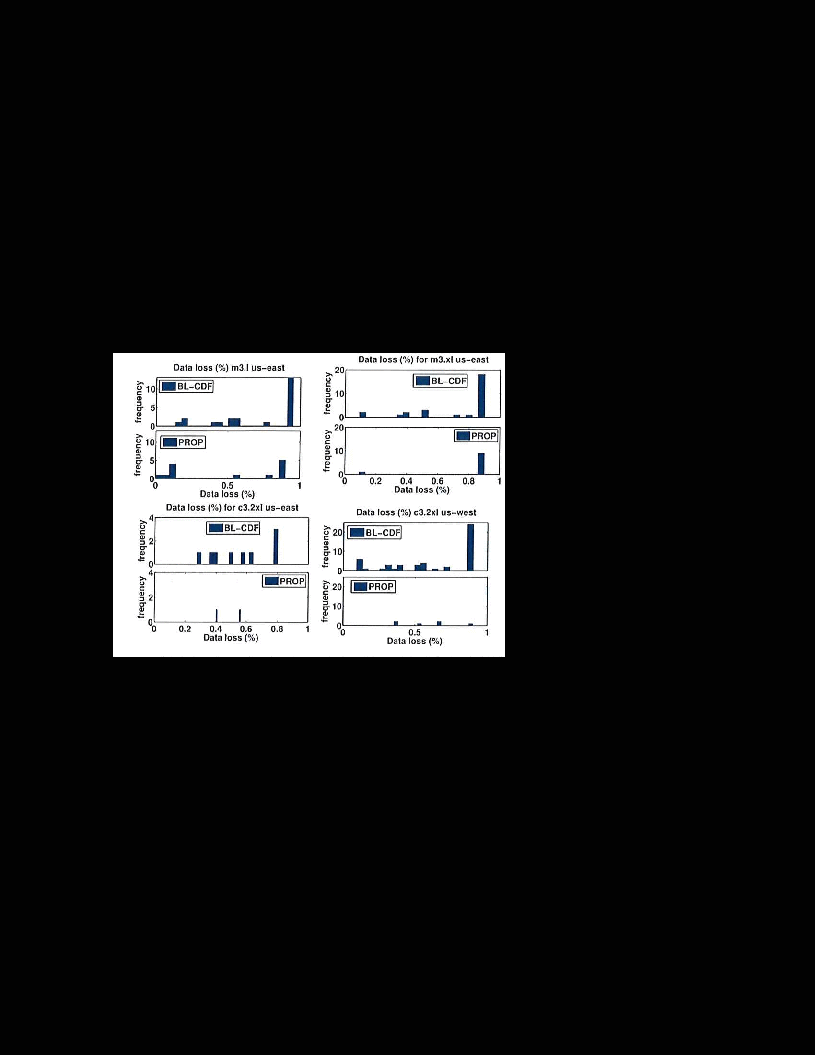 Data loss (%) m3.l us-east
frequency
10
5
0
BL-CDF
frequency
10
5
0
PROP
0
0.5
1
Data loss (%)
Data loss (%) for m3.xl us-east
frequency
20
10
0
BL-CDF
frequency
20
10
0
PROP
0 0.2 0.4 0.6 0.8 1
Data loss (%)
Data loss (%) for c3.2xl us-east
frequency
4
2
0
BL-CDF
frequency
4
2
0
PROP
0 0.2 0.4 0.6 0.8 1
Data loss (%)
Data loss (%) c3.2xl us-west
frequency
20
10
0
BL-CDF
frequency
20
10
0
PROP
0 0.5 1
Data loss (%)